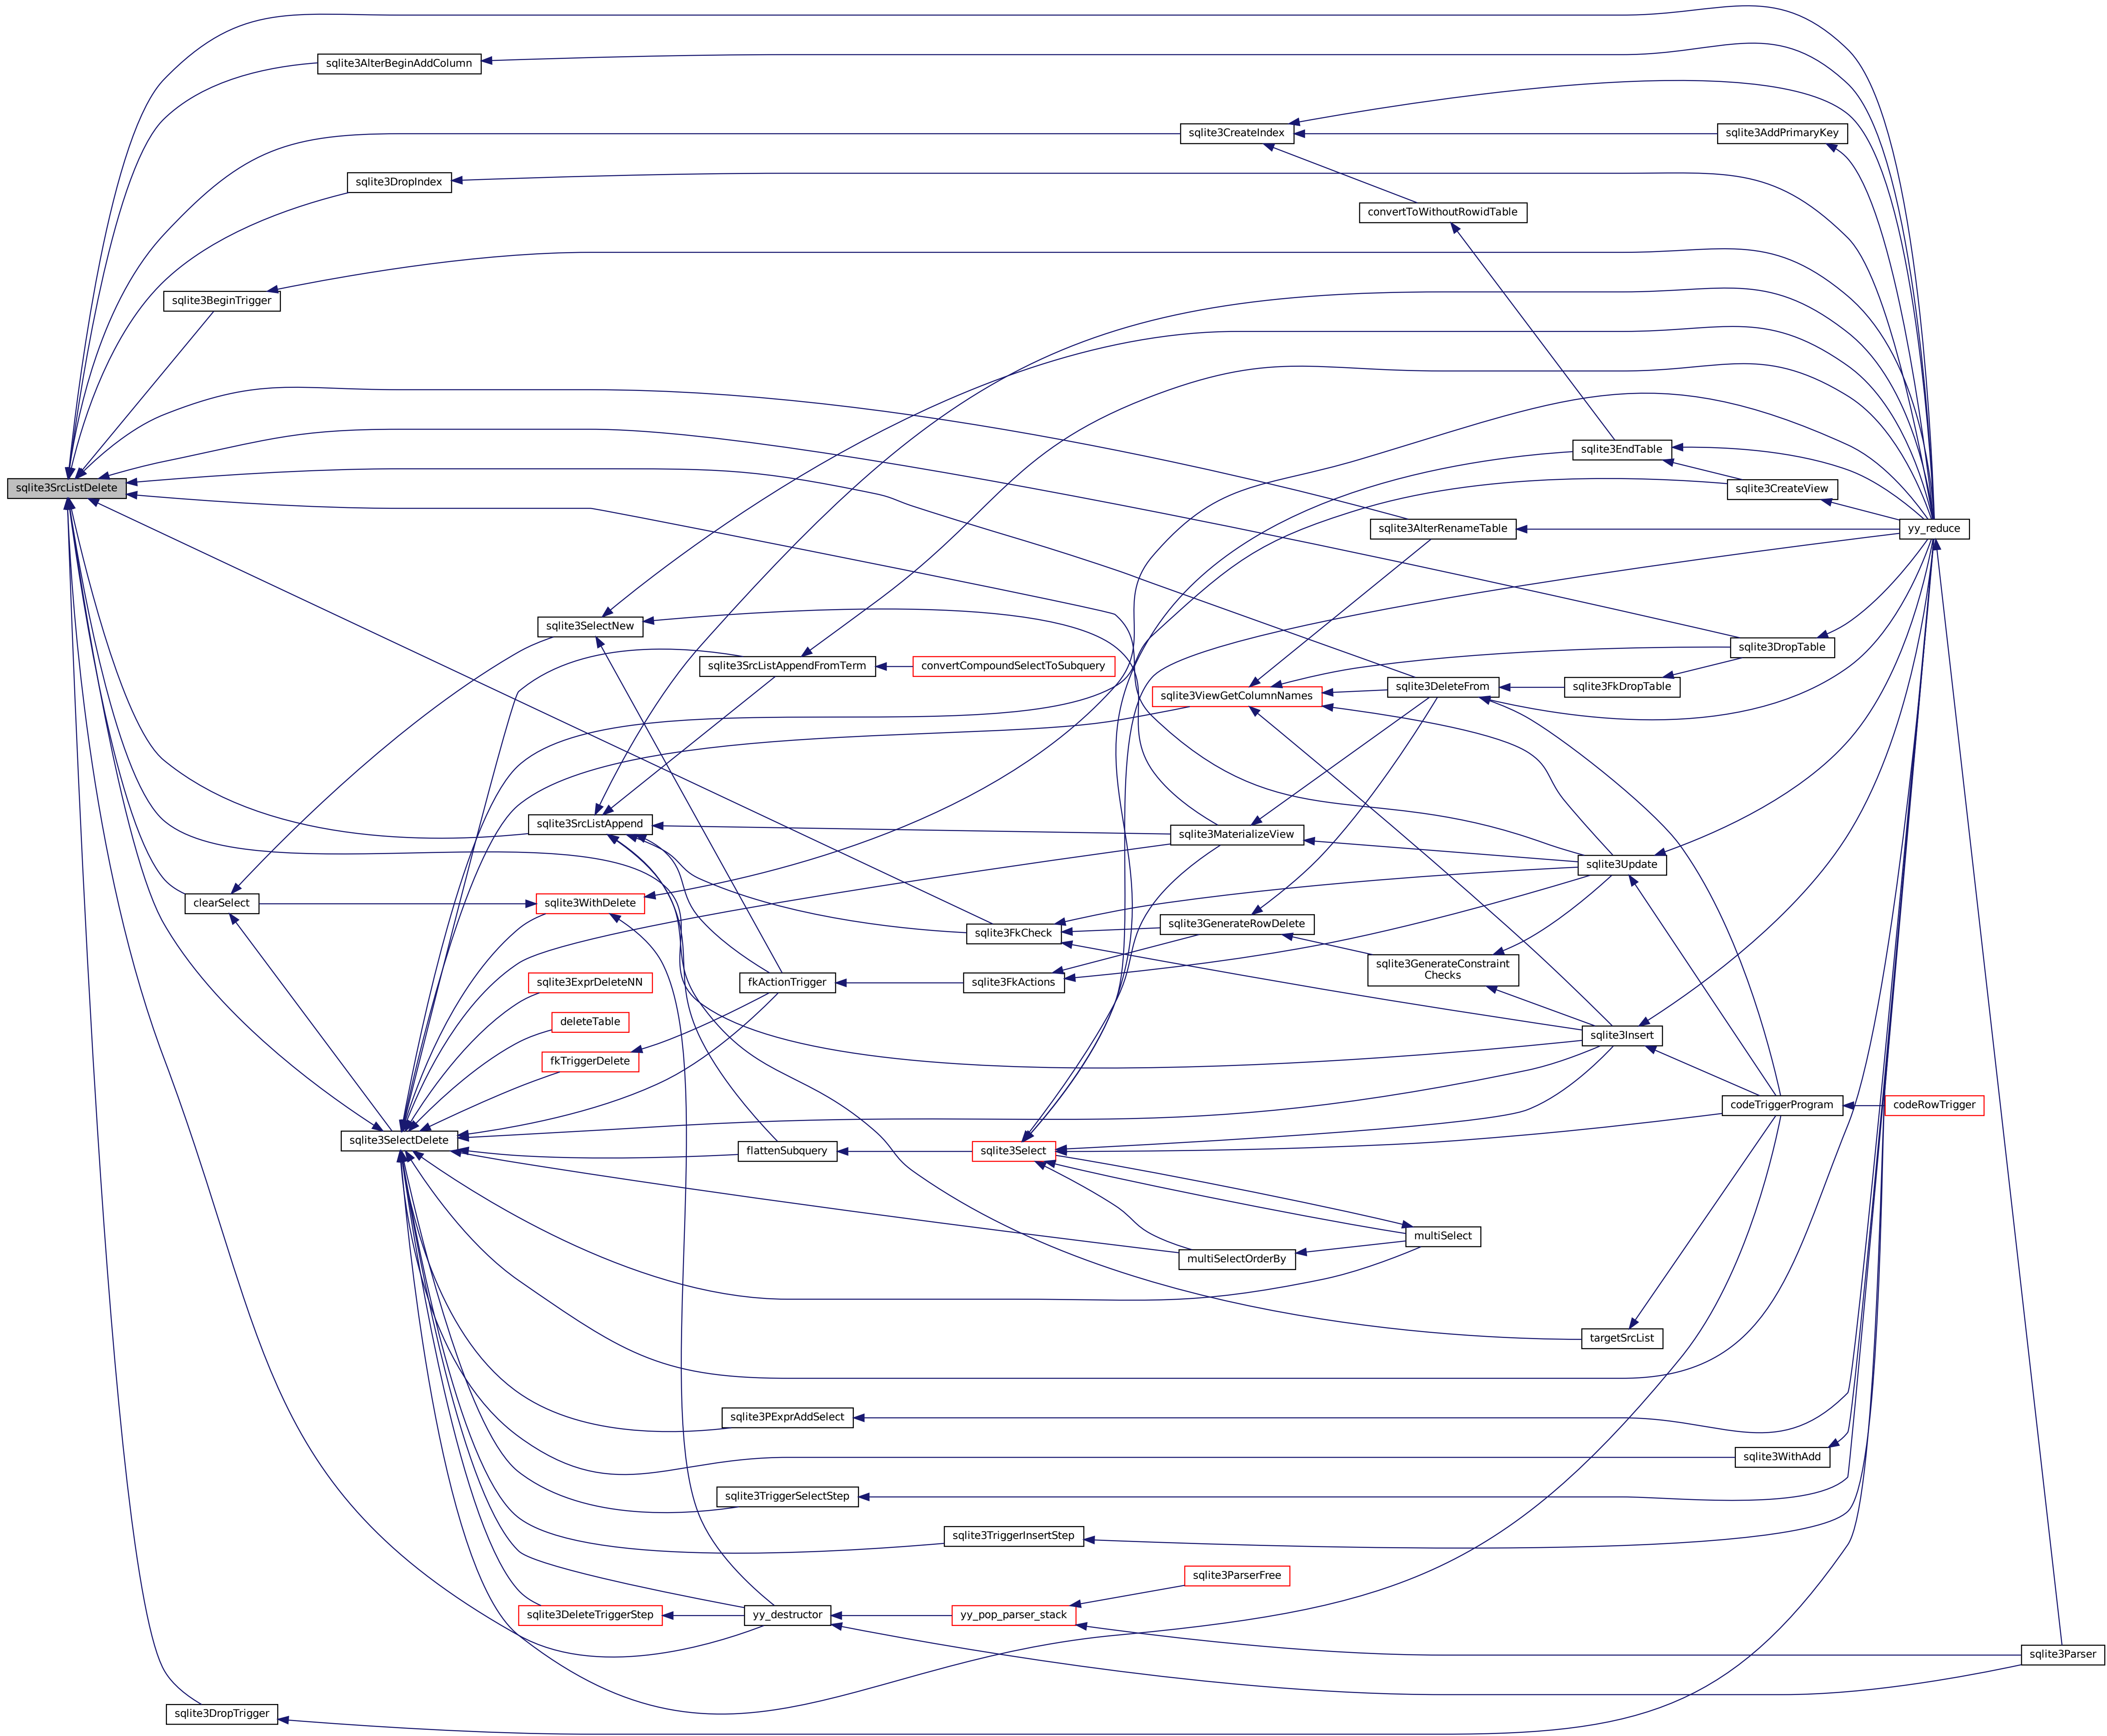 sqlite3AlterBeginAddColumn
sqlite3CreateIndex
sqlite3AddPrimaryKey
sqlite3DropIndex
convertToWithoutRowidTable
sqlite3BeginTrigger
sqlite3EndTable
sqlite3SrcListDelete
sqlite3CreateView
sqlite3AlterRenameTable
yy_reduce
sqlite3SelectNew
sqlite3DropTable
sqlite3SrcListAppendFromTerm
convertCompoundSelectToSubquery
sqlite3ViewGetColumnNames
sqlite3DeleteFrom
sqlite3FkDropTable
sqlite3SrcListAppend
sqlite3MaterializeView
sqlite3Update
clearSelect
sqlite3WithDelete
sqlite3GenerateRowDelete
sqlite3FkCheck
sqlite3GenerateConstraint
Checks
sqlite3ExprDeleteNN
fkActionTrigger
sqlite3FkActions
deleteTable
sqlite3Insert
fkTriggerDelete
codeTriggerProgram
codeRowTrigger
sqlite3SelectDelete
flattenSubquery
sqlite3Select
multiSelect
multiSelectOrderBy
targetSrcList
sqlite3PExprAddSelect
sqlite3WithAdd
sqlite3TriggerSelectStep
sqlite3TriggerInsertStep
sqlite3ParserFree
sqlite3DeleteTriggerStep
yy_destructor
yy_pop_parser_stack
sqlite3Parser
sqlite3DropTrigger